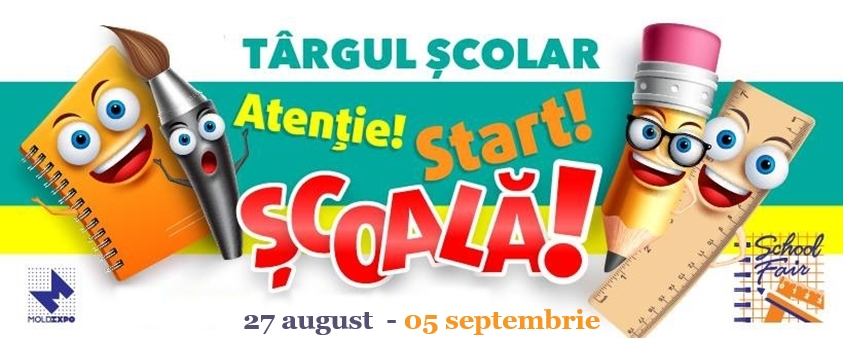 TÂRGUL ȘCOLAR
Atenție! Start!
ȘCOALĂ!
MOLDEXPO
School
Fair
27 august - 05 septembrie